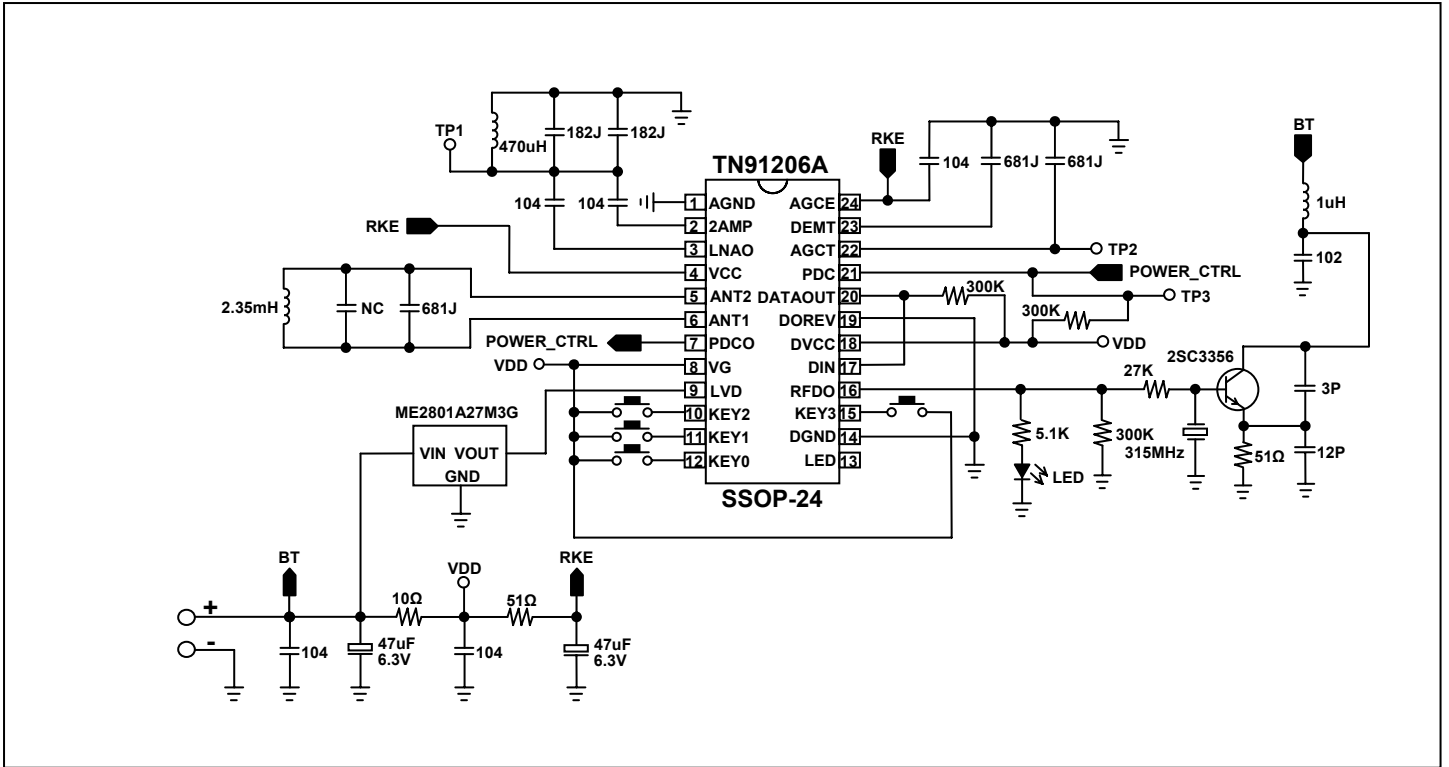 TP1
470uH
182J
182J
104
104
RKE
2.35mH
NC
681J
POWER_CTRL
VDD
ME2801A27M3G
VIN VOUT
GND
TN91206A
1 AGND
2 2AMP
3 LNAO
4 VCC
5 ANT2
6 ANT1
7 PDCO
8 VG
9 LVD
10 KEY2
11 KEY1
12 KEY0
AGCE 24
DEMT 23
AGCT 22
PDC 21
DATAOUT 20
DOREV 19
DVCC 18
DIN 17
RFDO 16
KEY3 15
DGND 14
LED 13
SSOP-24
RKE
104
681J
681J
TP2
POWER_CTRL
300K
TP3
300K
VDD
BT
1uH
102
2SC3356
27K
3P
5.1K
300K
315MHz
51Ω
12P
LED
BT
VDD
RKE
+
-
10Ω
51Ω
104
47uF
6.3V
104
47uF
6.3V